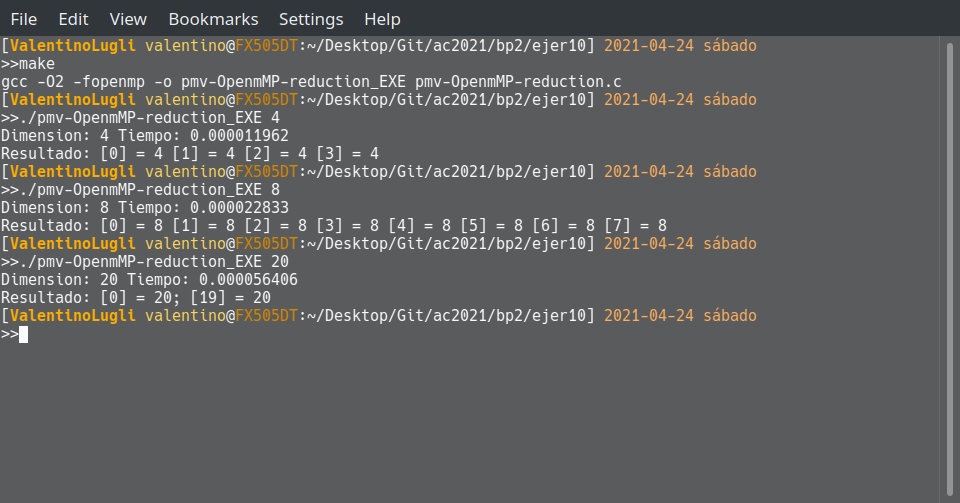 File Edit View Bookmarks Settings Help
[ValentinoLugli valentino@FX505DT:~/Desktop/Git/ac2021/bp2/ejer10] 2021-04-24 sábado
>>make
gcc -O2 -fopenmp -o pmv-OpenmMP-reduction_EXE pmv-OpenmMP-reduction.c
[ValentinoLugli valentino@FX505DT:~/Desktop/Git/ac2021/bp2/ejer10] 2021-04-24 sábado
>>./pmv-OpenmMP-reduction_EXE 4
Dimension: 4 Tiempo: 0.000011962
Resultado: [0] = 4 [1] = 4 [2] = 4 [3] = 4
[ValentinoLugli valentino@FX505DT:~/Desktop/Git/ac2021/bp2/ejer10] 2021-04-24 sábado
>>./pmv-OpenmMP-reduction_EXE 8
Dimension: 8 Tiempo: 0.000022833
Resultado: [0] = 8 [1] = 8 [2] = 8 [3] = 8 [4] = 8 [5] = 8 [6] = 8 [7] = 8
[ValentinoLugli valentino@FX505DT:~/Desktop/Git/ac2021/bp2/ejer10] 2021-04-24 sábado
>>./pmv-OpenmMP-reduction_EXE 20
Dimension: 20 Tiempo: 0.000056406
Resultado: [0] = 20; [19] = 20
[ValentinoLugli valentino@FX505DT:~/Desktop/Git/ac2021/bp2/ejer10] 2021-04-24 sábado
>>